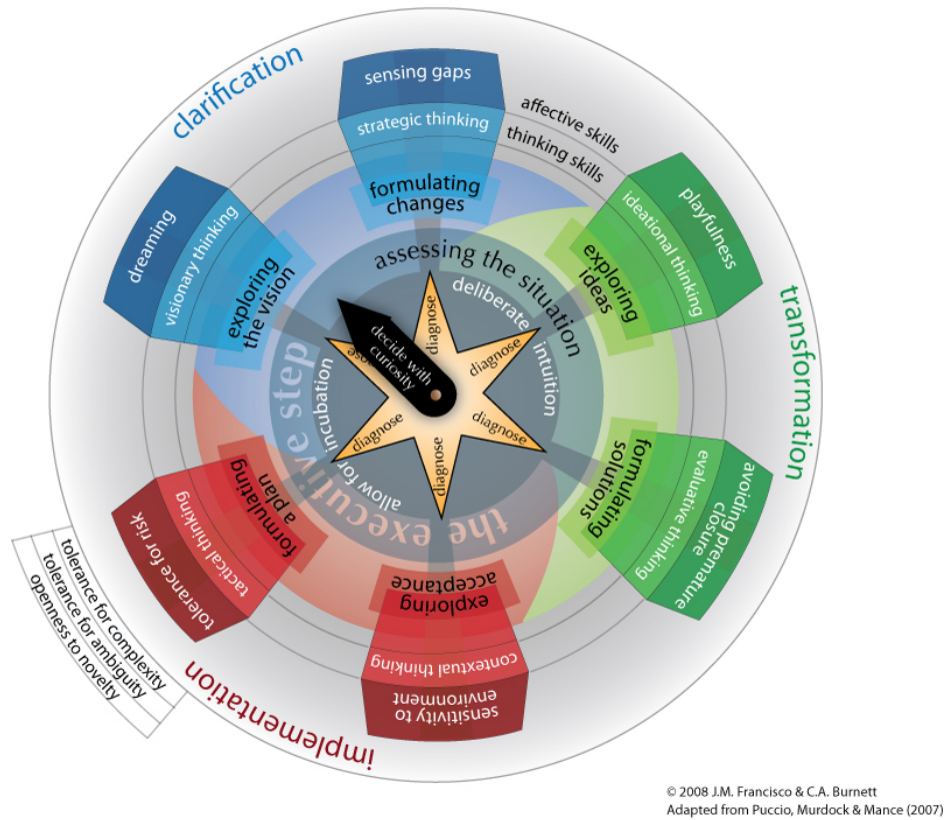 clarification
sensing gaps
strategic thinking
formulating
changes
affective skills
thinking skills
dreaming
visionary thinking
exploring
the vision
playfulness
ideational thinking
exploring
ideas
transformation
assessing the situation
deliberate
intuition
allow for incubation
the executive step
decide with
curiosity
diagnose
diagnose
diagnose
diagnose
diagnose
ose
formulating
solutions
evaluative thinking
avoiding premature
closure
formulating
a plan
tactical thinking
tolerance for risk
exploring
acceptance
contextual thinking
sensitivity to
environment
implementation
tolerance for complexity
tolerance for ambiguity
openness to novelty
© 2008 J.M. Francisco & C.A. Burnett
Adapted from Puccio, Murdock & Mance (2007)